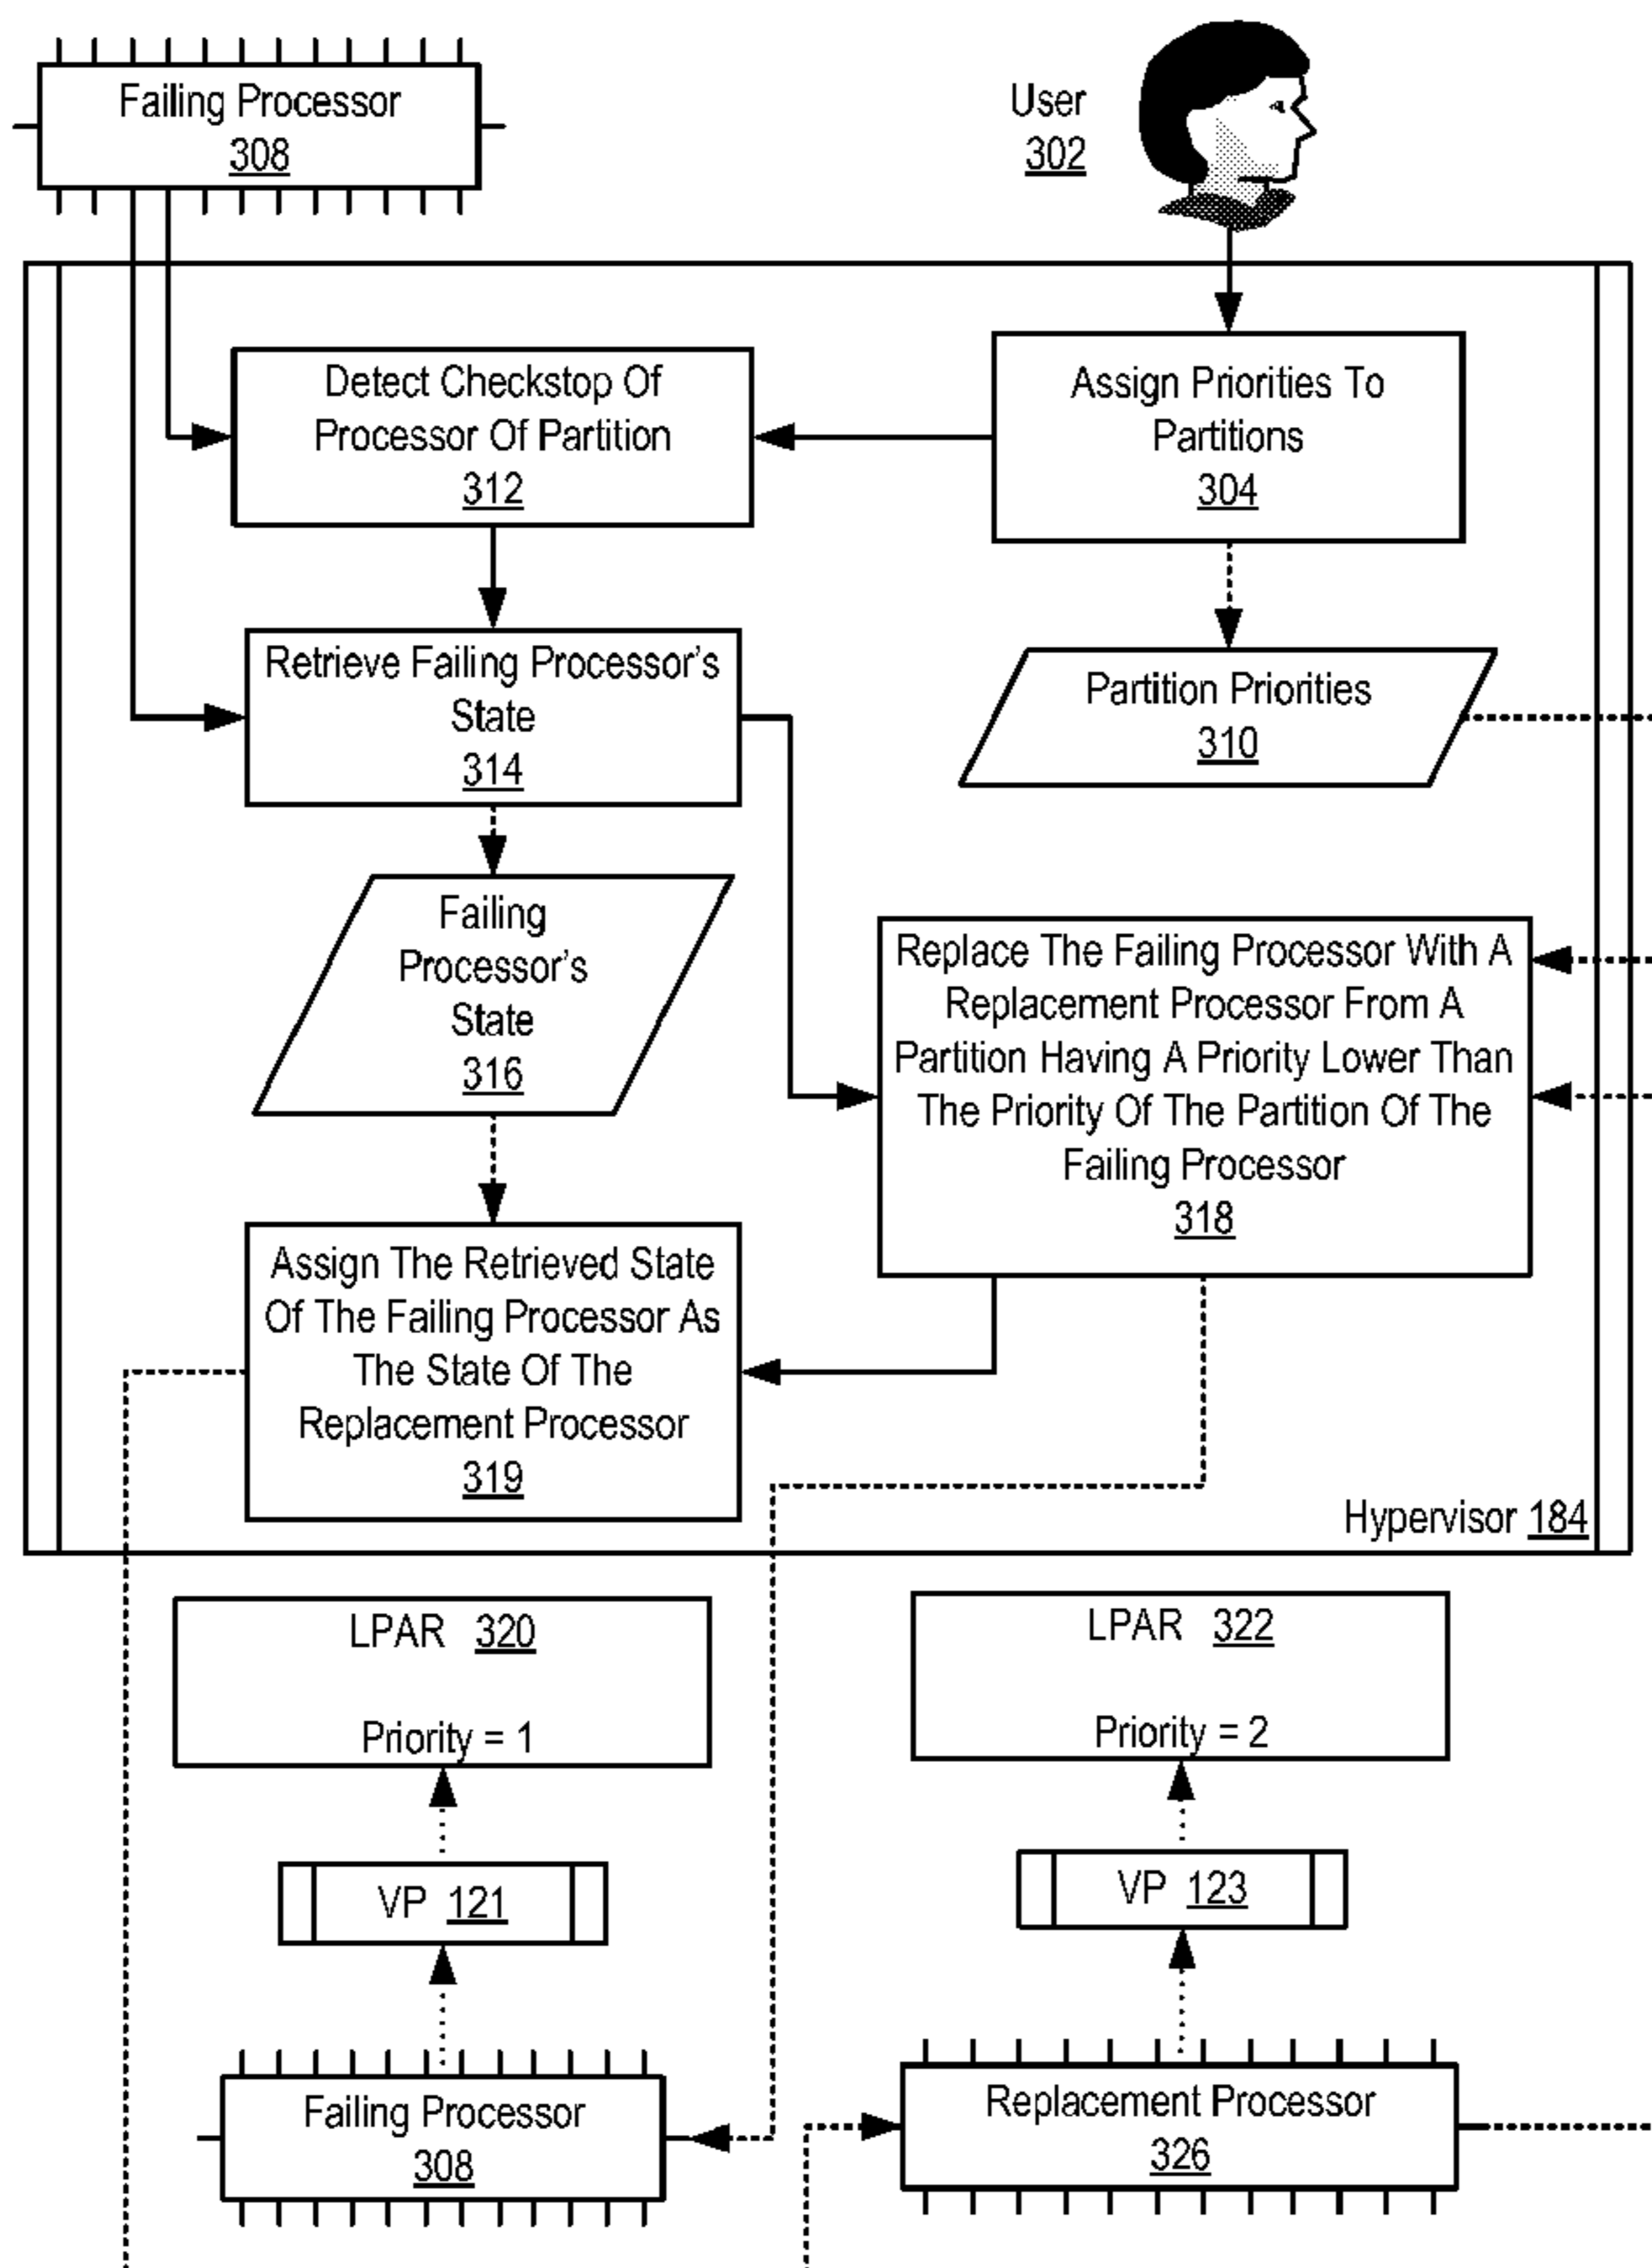 Failing Processor
308
User
302
Detect Checkstop Of
Processor Of Partition
312
Assign Priorities To
Partitions
304
Retrieve Failing Processor's
State
314
Partition Priorities
310
Failing
Processor's
State
316
Replace The Failing Processor With A
Replacement Processor From A
Partition Having A Priority Lower Than
The Priority Of The Partition Of The
Failing Processor
318
Assign The Retrieved State
Of The Failing Processor As
The State Of The
Replacement Processor
319
Hypervisor 184
LPAR 320
Priority = 1
LPAR 322
Priority = 2
VP 121
VP 123
Failing Processor
308
Replacement Processor
326